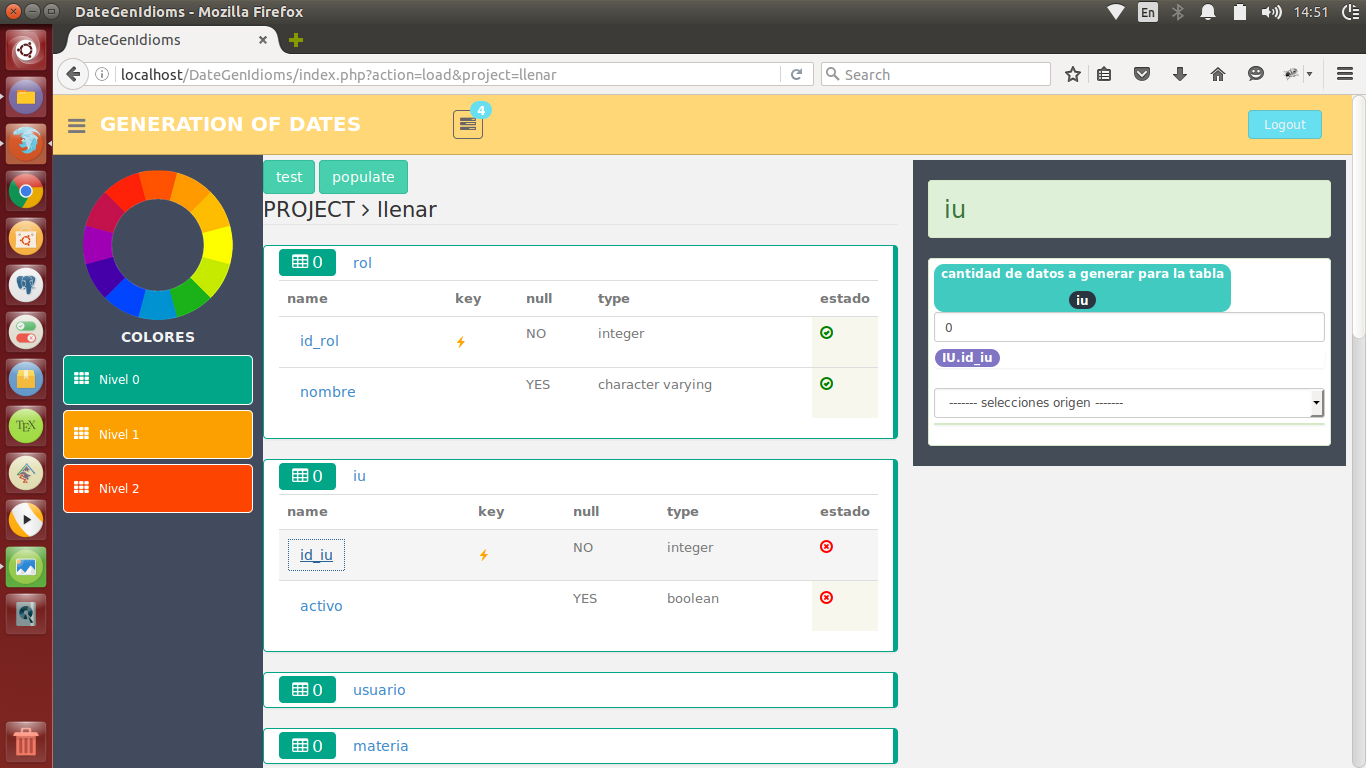 DateGenIdioms - Mozilla Firefox
En
14:51
DateGenIdioms
localhost/DateGenIdioms/index.php?action=load&project=llenar
Search
GENERATION OF DATES
4
Logout
COLORES
Nivel 0
Nivel 1
Nivel 2
test populate
PROJECT › llenar
0 rol
name key null type estado
id_rol NO integer
nombre YES character varying
0 iu
name key null type estado
id_iu NO integer
activo YES boolean
0 usuario
0 materia
iu
cantidad de datos a generar para la tabla
iu
0
IU.id_iu
------- selecciones origen -------
TEX